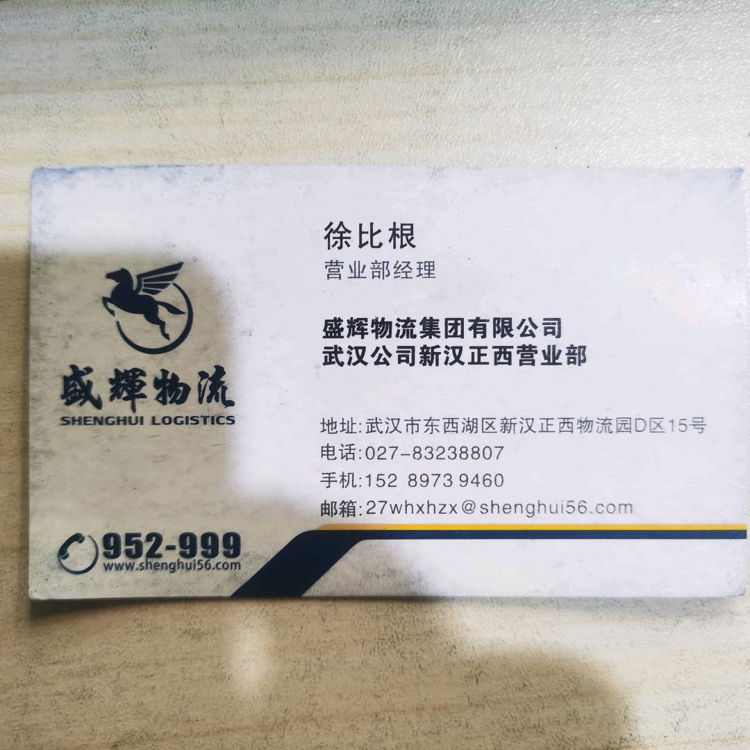 徐比根
营业部经理
盛辉物流集团有限公司
武汉公司新汉正西营业部
盛輝物流
SHENGHUI LOGISTICS
地址:武汉市东西湖区新汉正西物流园D区15号
电话:027-83238807
手机:152 8973 9460
邮箱:27whxhzx@shenghui56.com
952-999
www.shenghui56.com